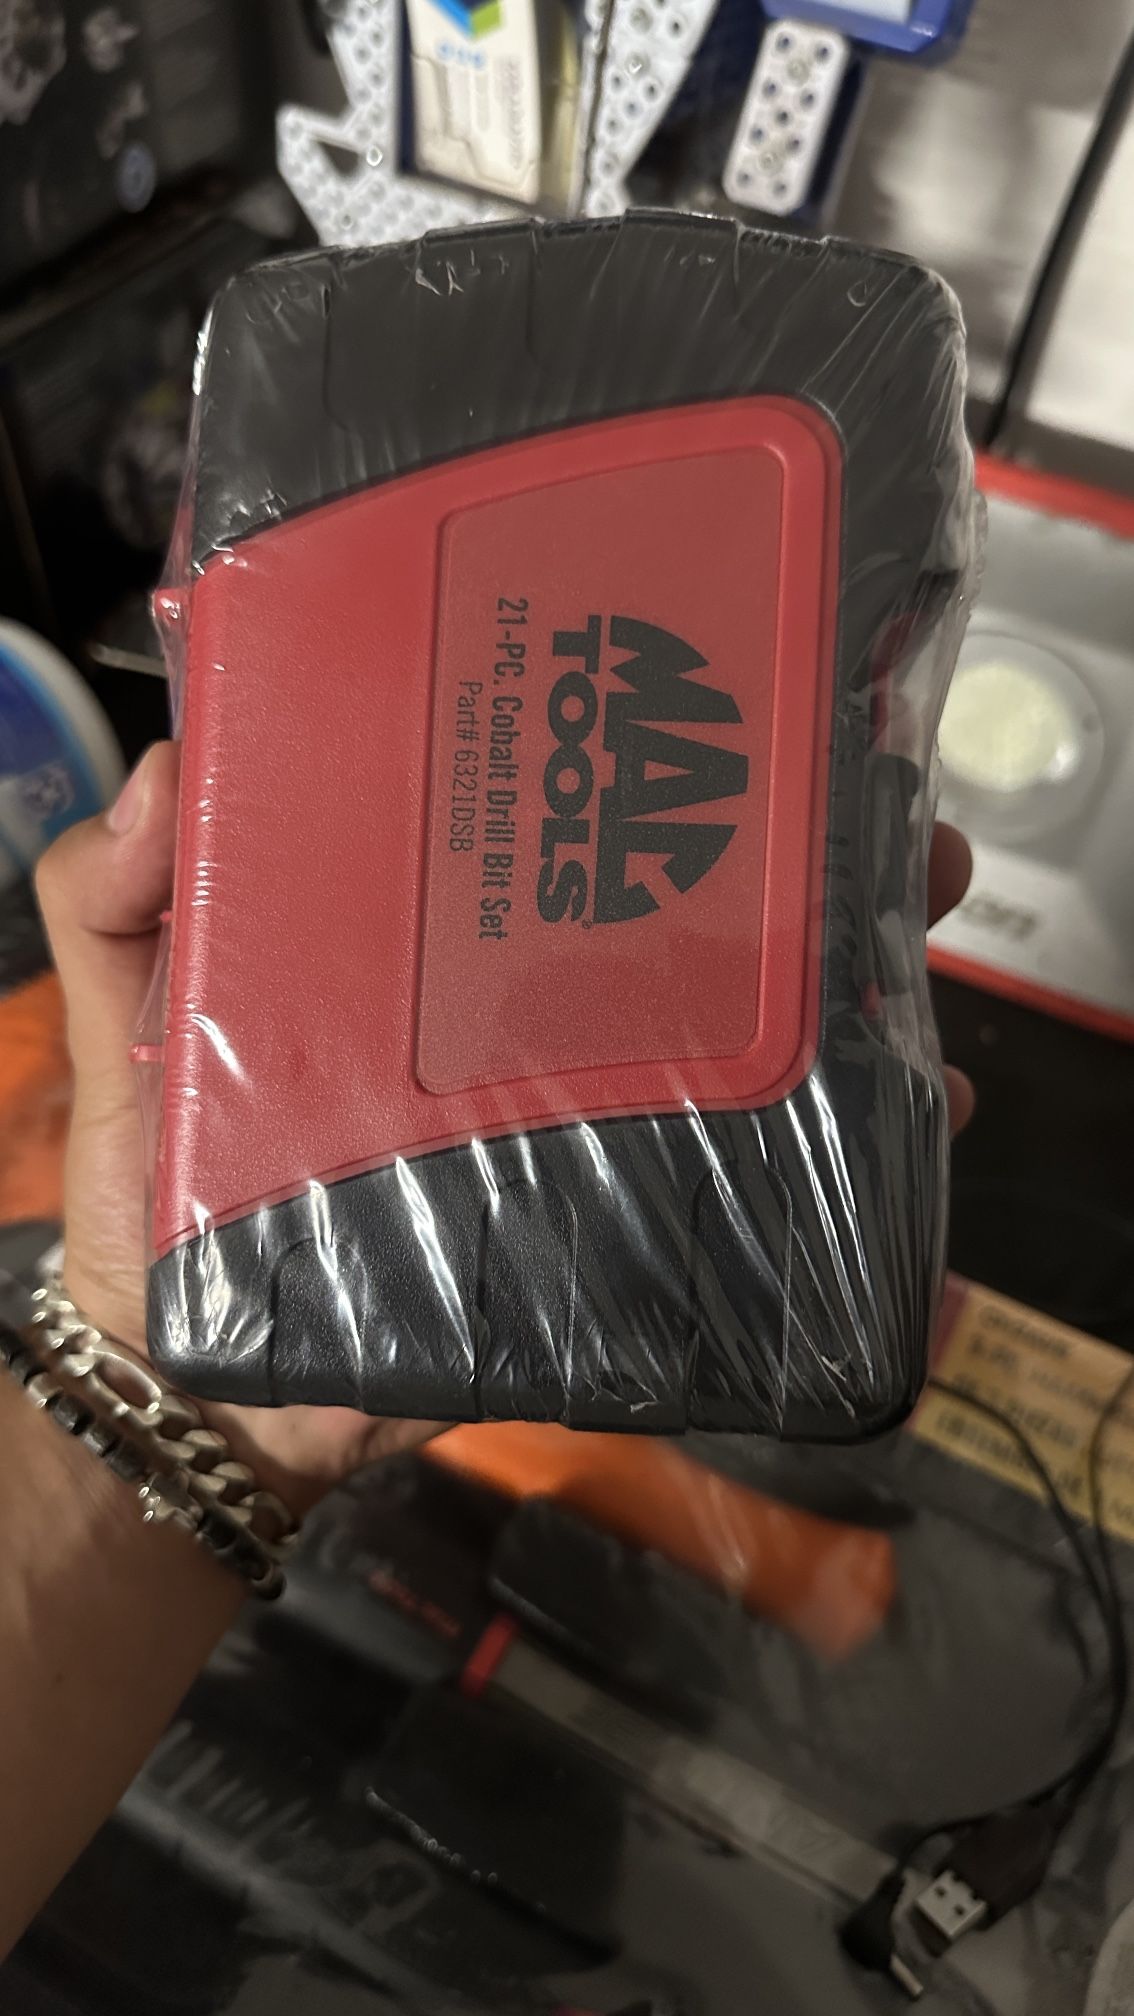 MAC
TOOLS®
21-PC. Cobalt Drill Bit Set
Part# 6321DSB